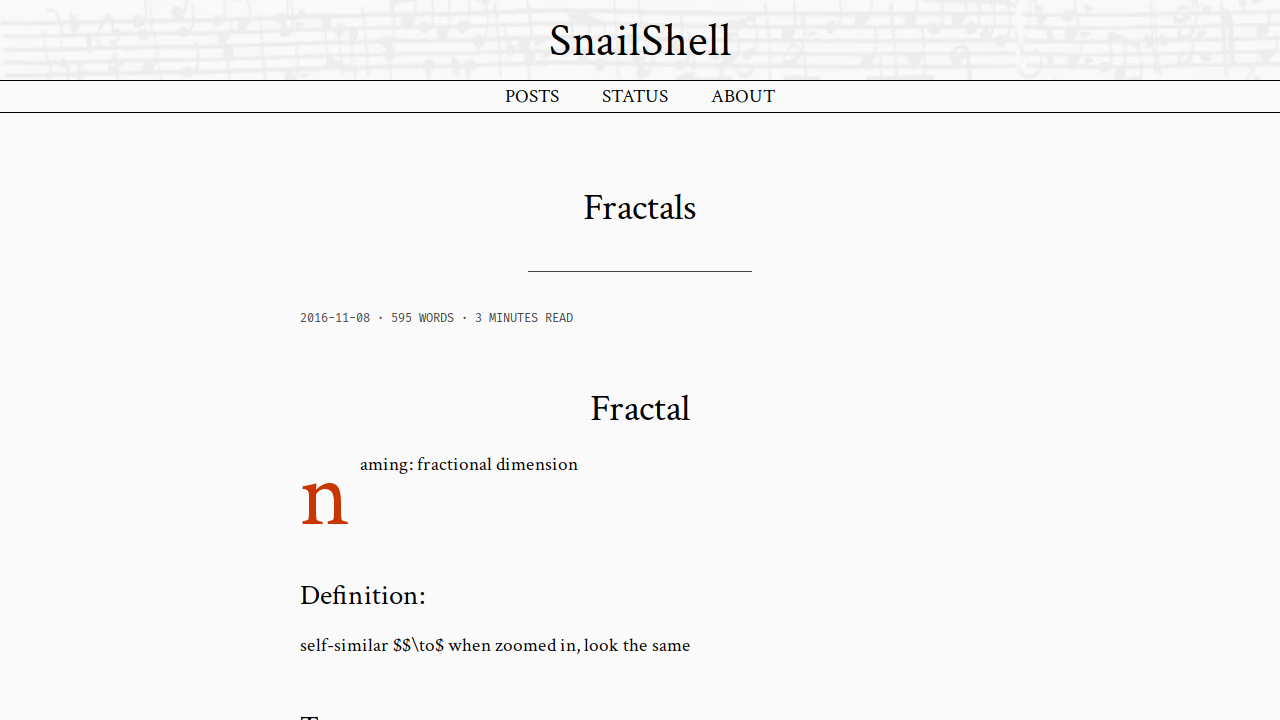 SnailShell
POSTS STATUS ABOUT
Fractals
2016-11-08 · 595 WORDS · 3 MINUTES READ
Fractal
naming: fractional dimension
Definition:
self-similar $$\to$ when zoomed in, look the same